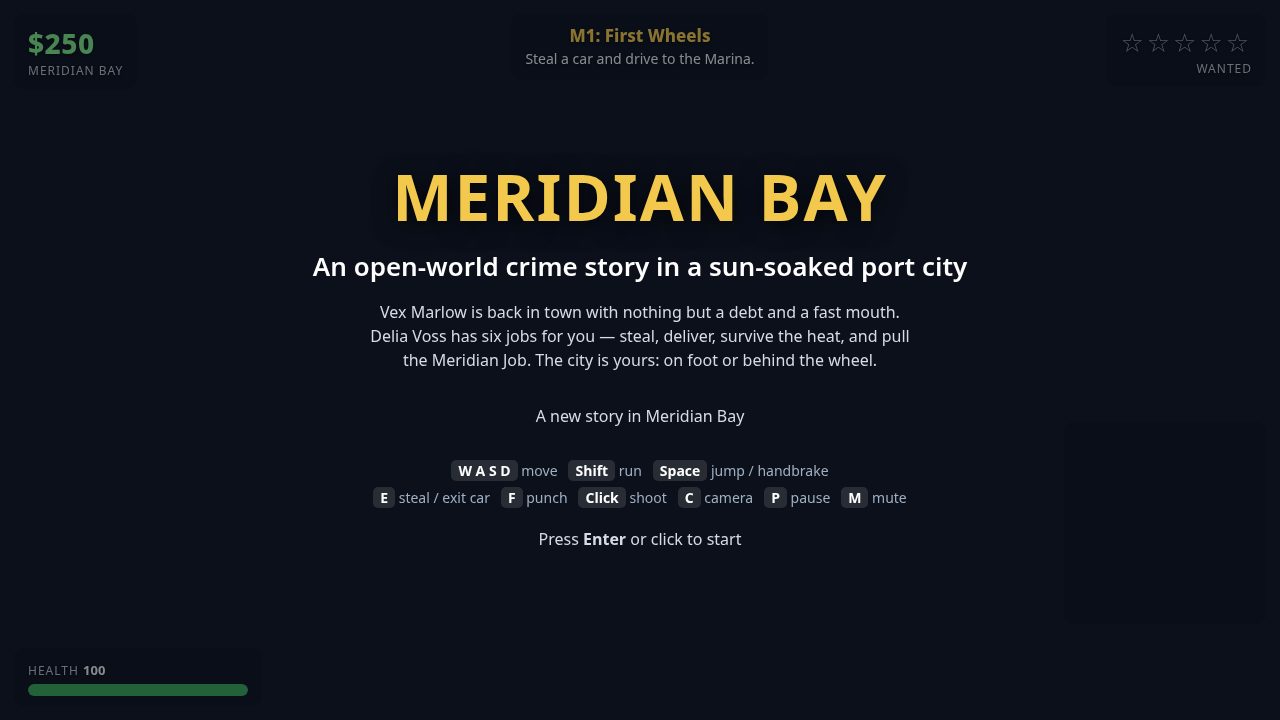 $250
MERIDIAN BAY
M1: First Wheels
Steal a car and drive to the Marina.
☆☆☆☆☆
WANTED
MERIDIAN BAY
An open-world crime story in a sun-soaked port city
Vex Marlow is back in town with nothing but a debt and a fast mouth.
Delia Voss has six jobs for you — steal, deliver, survive the heat, and pull
the Meridian Job. The city is yours: on foot or behind the wheel.
A new story in Meridian Bay
W A S D move Shift run Space jump / handbrake
E steal / exit car F punch Click shoot C camera P pause M mute
Press Enter or click to start
HEALTH 100